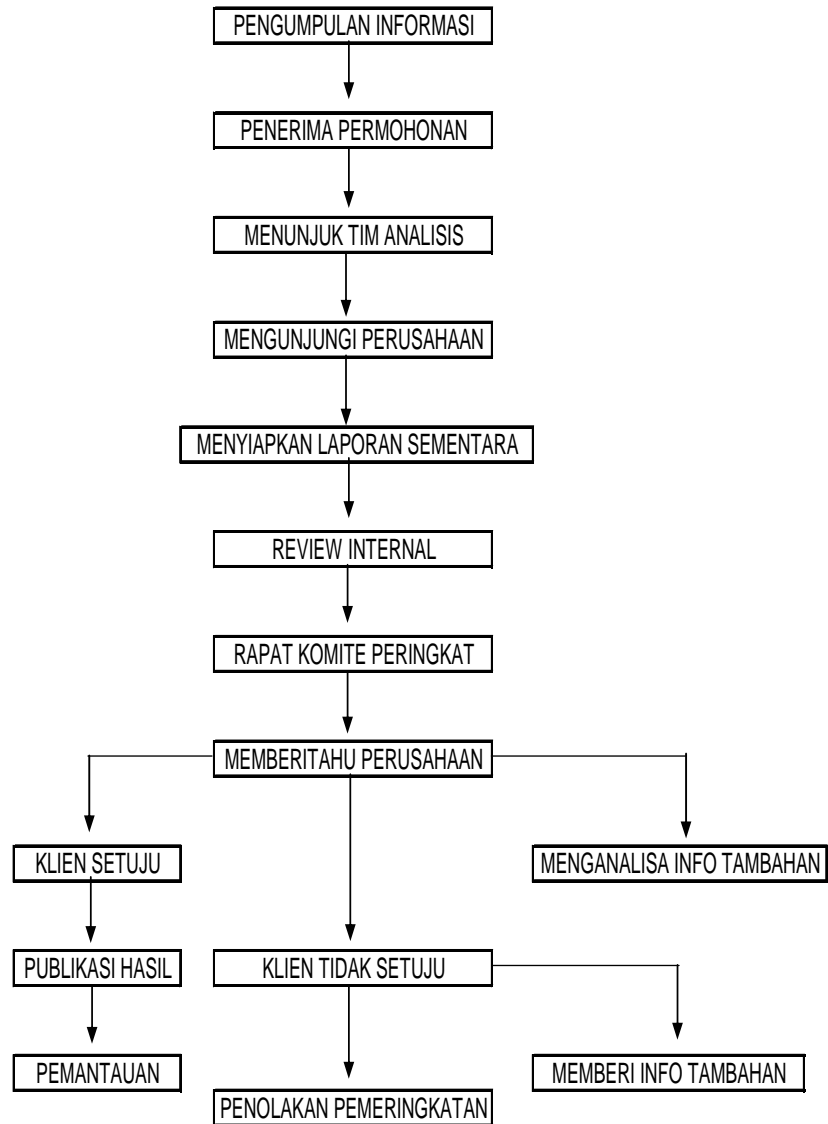 PENGUMPULAN INFORMASI
PENERIMA PERMOHONAN
MENUNJUK TIM ANALISIS
MENGUNJUNGI PERUSAHAAN
MENYIAPKAN LAPORAN SEMENTARA
REVIEW INTERNAL
RAPAT KOMITE PERINGKAT
MEMBERITAHU PERUSAHAAN
KLIEN SETUJU
MENGANALISA INFO TAMBAHAN
PUBLIKASI HASIL
KLIEN TIDAK SETUJU
PEMANTAUAN
MEMBERI INFO TAMBAHAN
PENOLAKAN PEMERINGKATAN